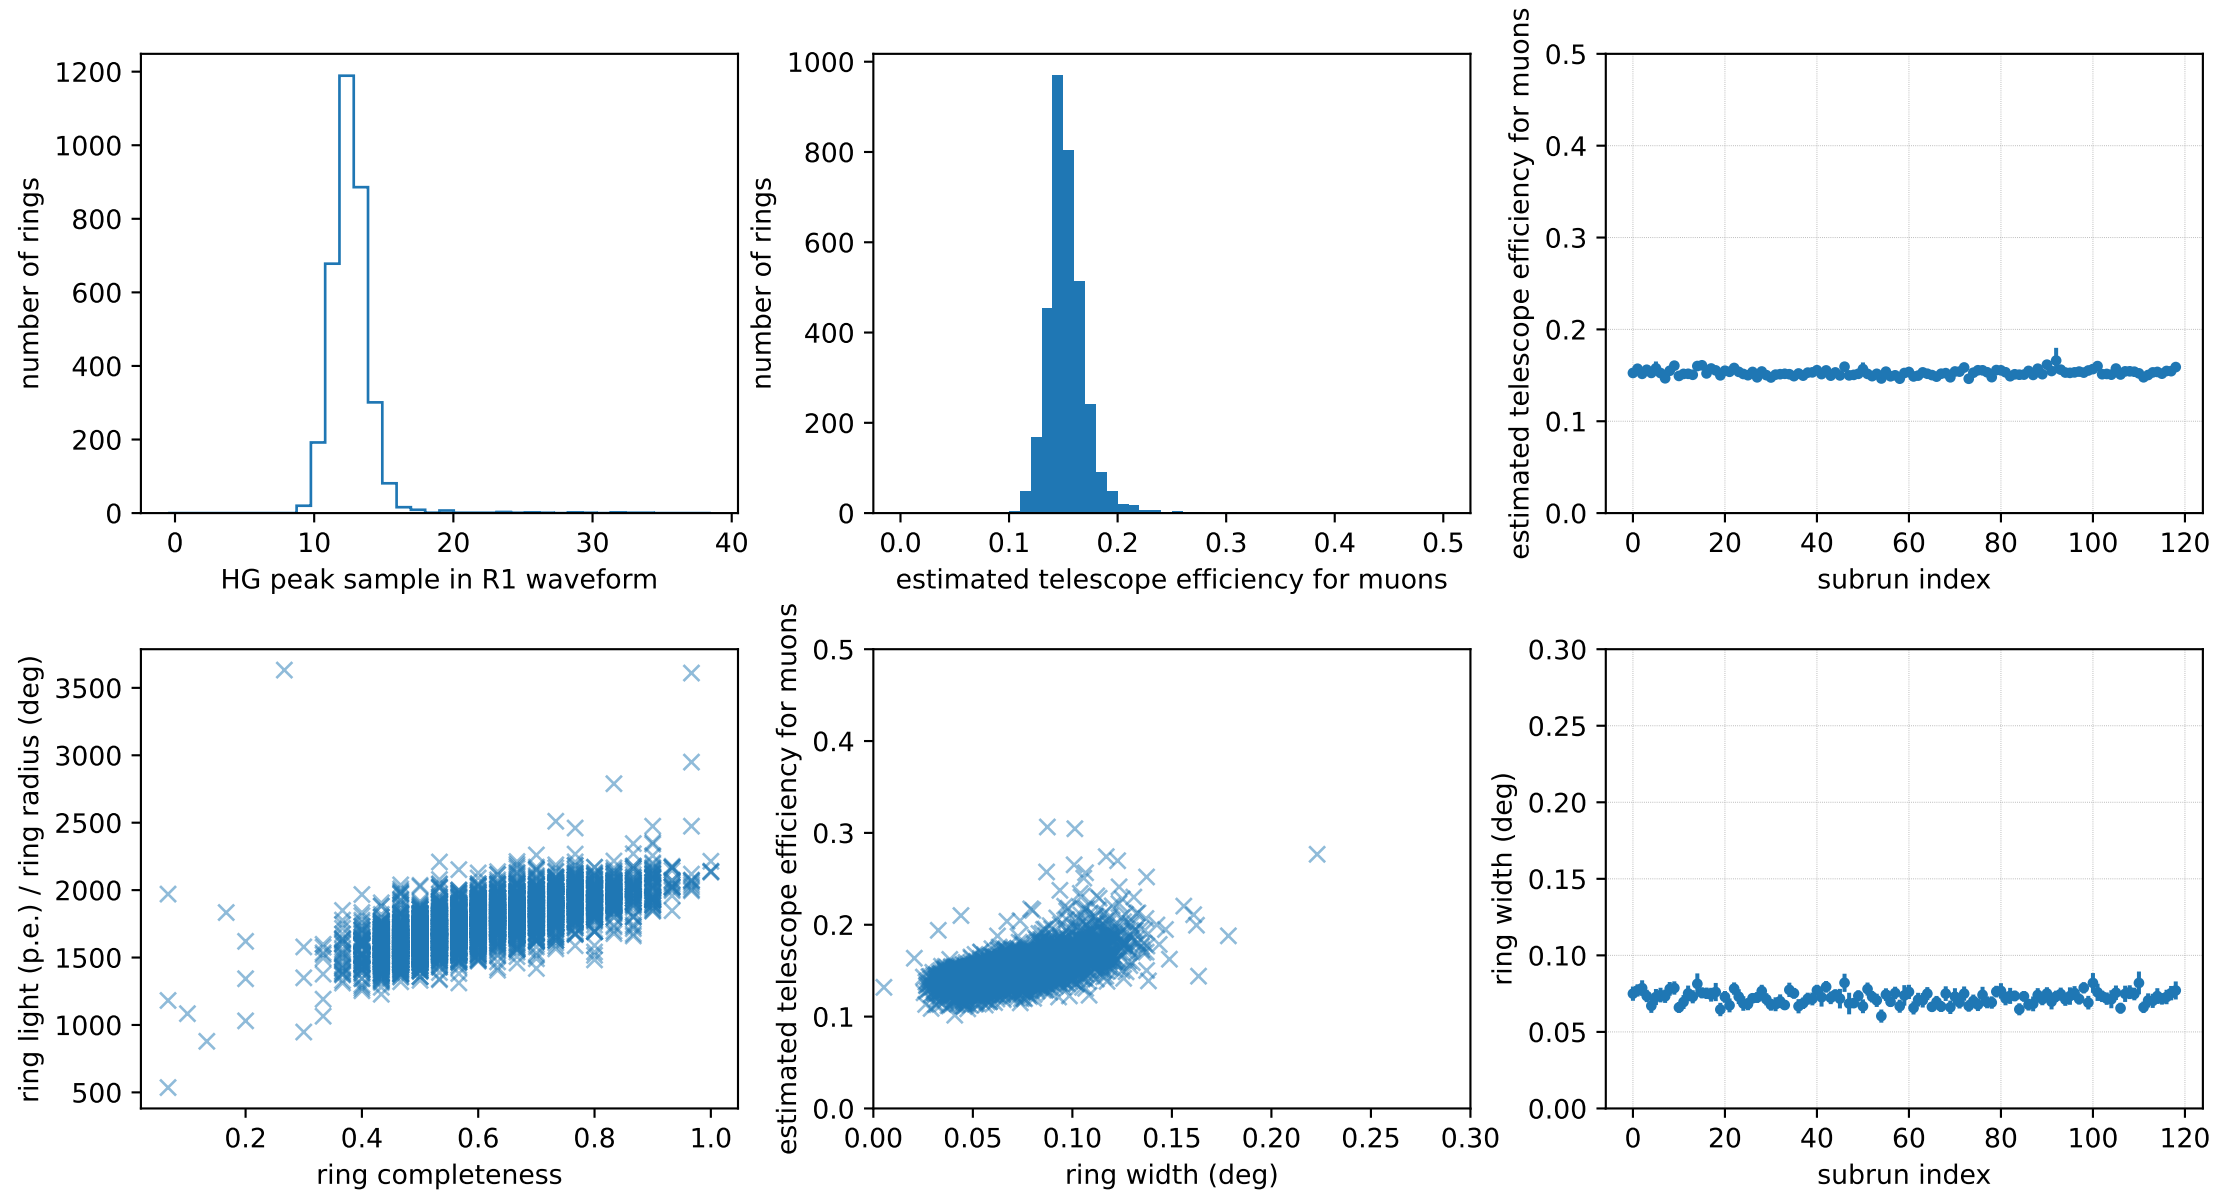 1200
1000
800
600
400
200
0
number of rings
0 10 20 30 40
HG peak sample in R1 waveform
1000
800
600
400
200
0
number of rings
0.0 0.1 0.2 0.3 0.4 0.5
estimated telescope efficiency for muons
0.5
0.4
0.3
0.2
0.1
0.0
estimated telescope efficiency for muons
0 20 40 60 80 100 120
subrun index
3500
3000
2500
2000
1500
1000
500
ring light (p.e.) / ring radius (deg)
0.2 0.4 0.6 0.8 1.0
ring completeness
0.5
0.4
0.3
0.2
0.1
0.0
estimated telescope efficiency for muons
0.00 0.05 0.10 0.15 0.20 0.25 0.30
ring width (deg)
0.30
0.25
0.20
0.15
0.10
0.05
0.00
ring width (deg)
0 20 40 60 80 100 120
subrun index